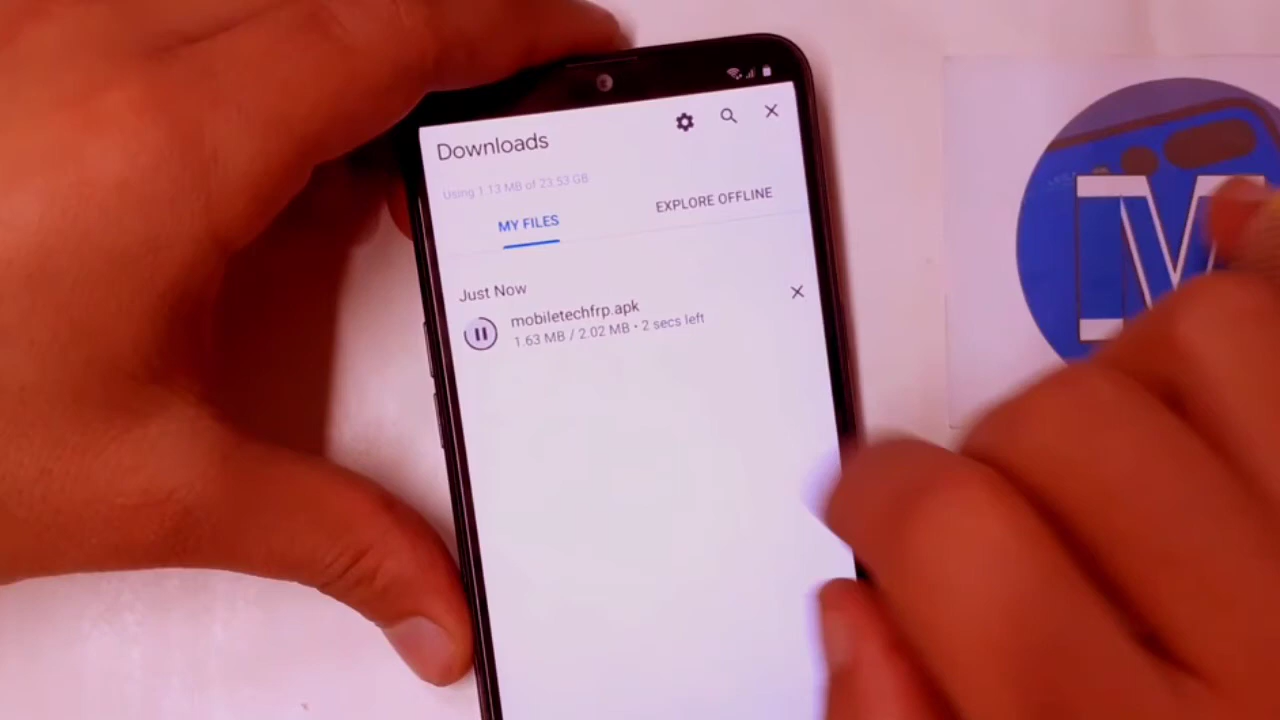 Downloads
Using 1.13 MB of 23.53 GB
MY FILES
EXPLORE OFFLINE
Just Now
mobiletechfrp.apk
1.63 MB / 2.02 MB • 2 secs left
M